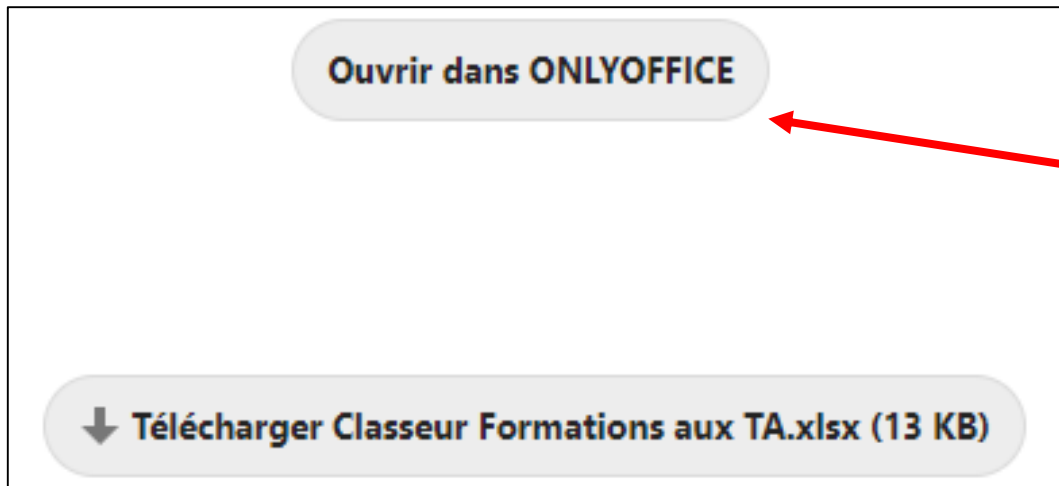 Ouvrir dans ONLYOFFICE
Télécharger Classeur Formations aux TA.xlsx (13 KB)